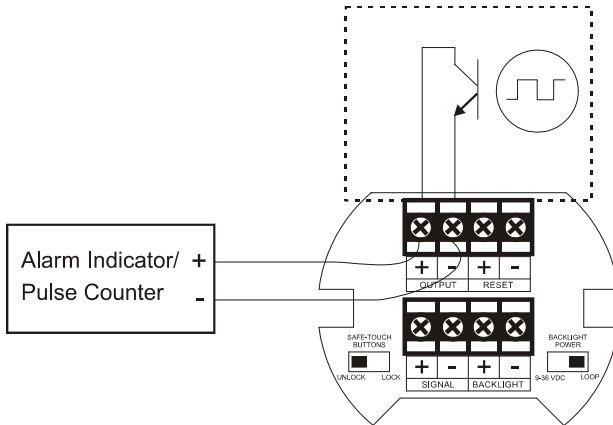 Alarm Indicator/ +
Pulse Counter -
+ - + -
OUTPUT RESET
SAFE-TOUCH
BUTTONS
UNLOCK LOCK
+ - + -
SIGNAL BACKLIGHT
BACKLIGHT
POWER
9-36 VDC LOOP